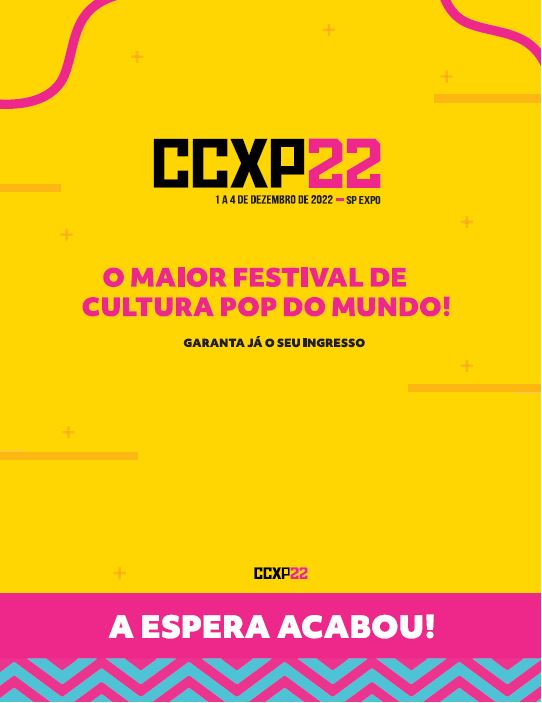 CCXP22
1 A 4 DE DEZEMBRO DE 2022 – SP EXPO
O MAIOR FESTIVAL DE
CULTURA POP DO MUNDO!
GARANTA JÁ O SEU INGRESSO
CCXP22
A ESPERA ACABOU!